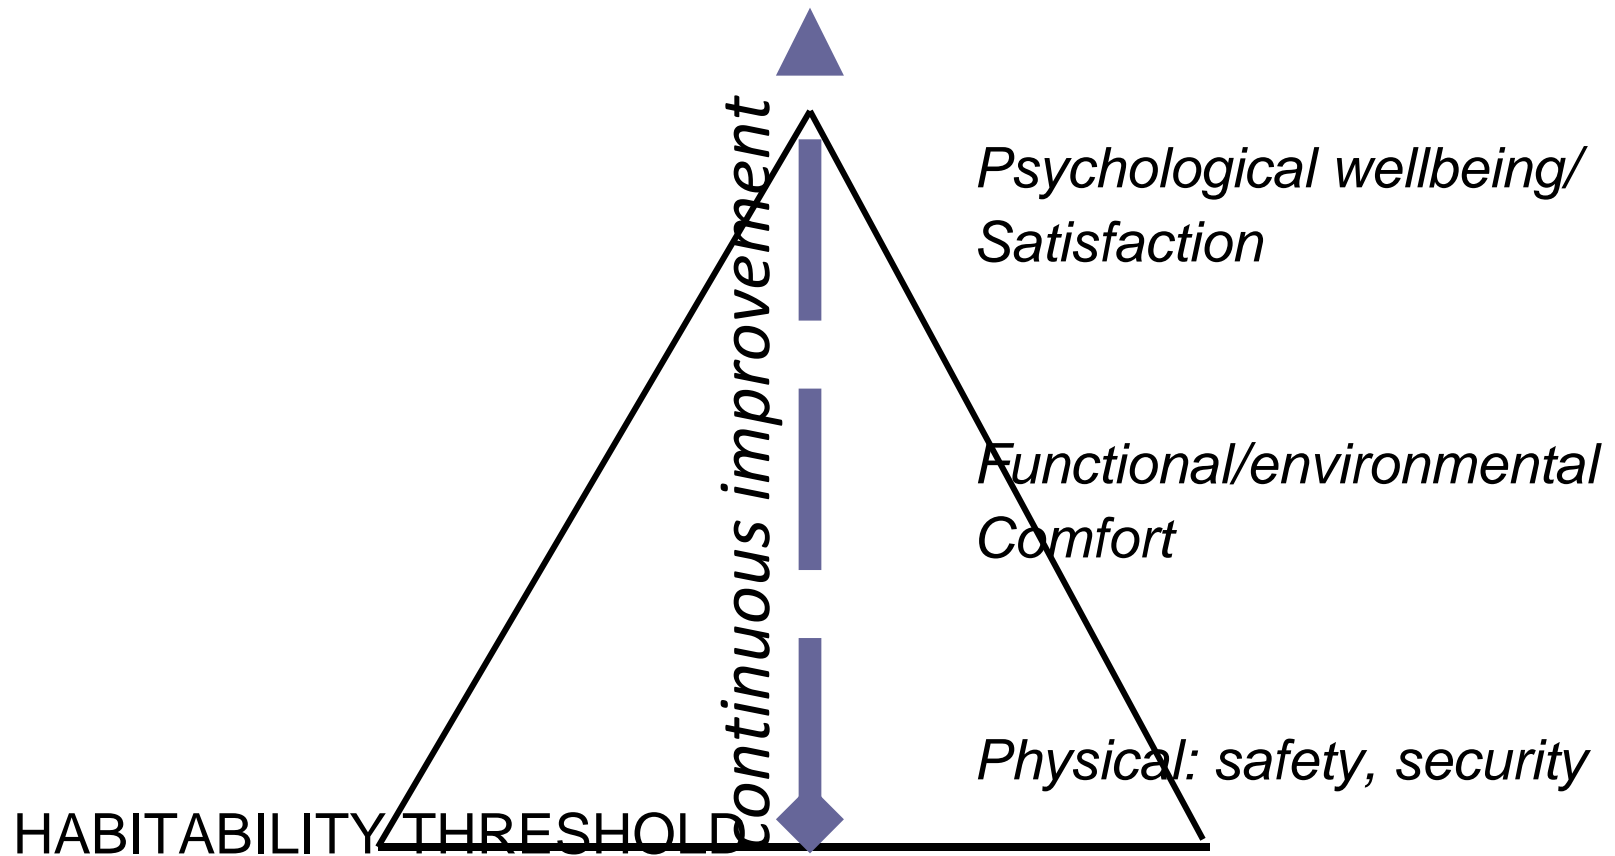 continuous improvement
Psychological wellbeing/
Satisfaction
Functional/environmental
Comfort
Physical: safety, security
HABITABILITY THRESHOLD